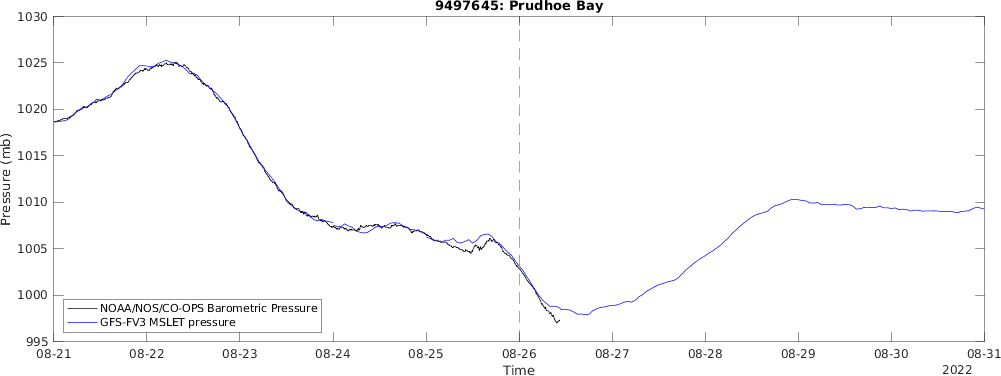 9497645: Prudhoe Bay
1030
1025
1020
1015
1010
1005
1000
995
Pressure (mb)
NOAA/NOS/CO-OPS Barometric Pressure
GFS-FV3 MSLET pressure
08-21 08-22 08-23 08-24 08-25 08-26 08-27 08-28 08-29 08-30 08-31
Time
2022